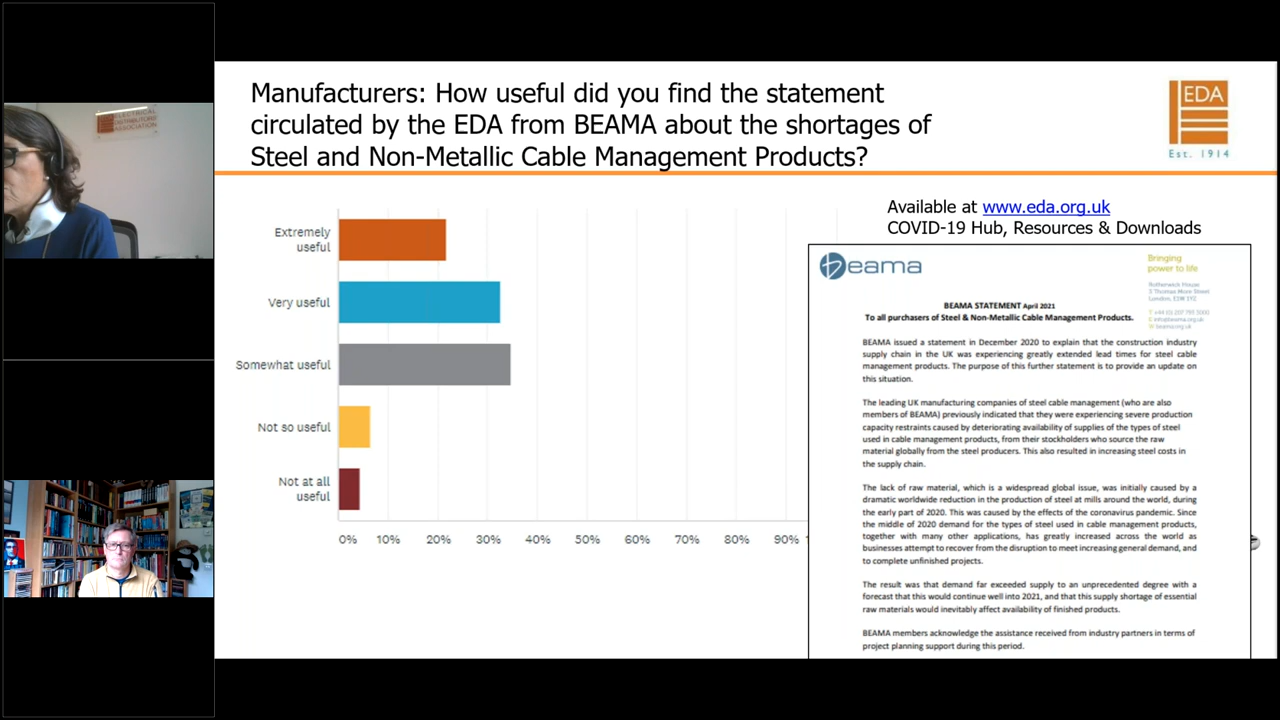 ELECTRICAL
DISTRIBUTORS
ASSOCIATION
Manufacturers: How useful did you find the statement
circulated by the EDA from BEAMA about the shortages of
Steel and Non-Metallic Cable Management Products?
EDA
Est. 1914
Extremely
useful
Very useful
Somewhat useful
Not so useful
Not at all
useful
0% 10% 20% 30% 40% 50% 60% 70% 80% 90% 1
Available at www.eda.org.uk
COVID-19 Hub, Resources & Downloads
beama
Bringing
power to life
Rotherwick House
3 Thomas More Street
London, E1W 1YZ
BEAMA STATEMENT April 2021
To all purchasers of Steel & Non-Metallic Cable Management Products.
BEAMA issued a statement in December 2020 to explain that the construction industry
supply chain in the UK was experiencing greatly extended lead times for steel cable
management products. The purpose of this further statement is to provide an update on
this situation.
The leading UK manufacturing companies of steel cable management (who are also
members of BEAMA) previously indicated that they were experiencing severe production
capacity restraints caused by deteriorating availability of supplies of the types of steel
used in cable management products, from their stockholders who source the raw
material globally from the steel producers. This also resulted in increasing steel costs in
the supply chain.
The lack of raw material, which is a widespread global issue, was initially caused by a
dramatic worldwide reduction in the production of steel at mills around the world, during
the early part of 2020. This was caused by the effects of the coronavirus pandemic. Since
the middle of 2020 demand for the types of steel used in cable management products,
together with many other applications, has greatly increased across the world as
businesses attempt to recover from the disruption to meet increasing general demand, and
to complete unfinished projects.
The result was that demand far exceeded supply to an unprecedented degree with a
forecast that this would continue well into 2021, and that this supply shortage of essential
raw materials would inevitably affect availability of finished products.
BEAMA members acknowledge the assistance received from industry partners in terms of
project planning support during this period.